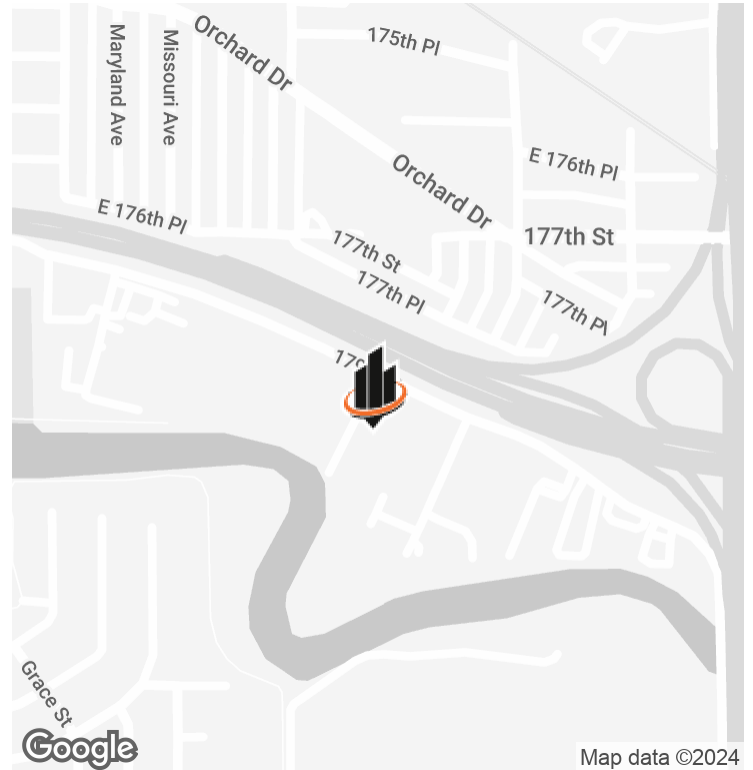 Maryland Ave
Missouri Ave
Orchard Dr
175th Pl
Orchard Dr
E 176th Pl
E 176th Pl
177th St
177th St
177th Pl
177th Pl
Grace St
Google
Map data ©2024